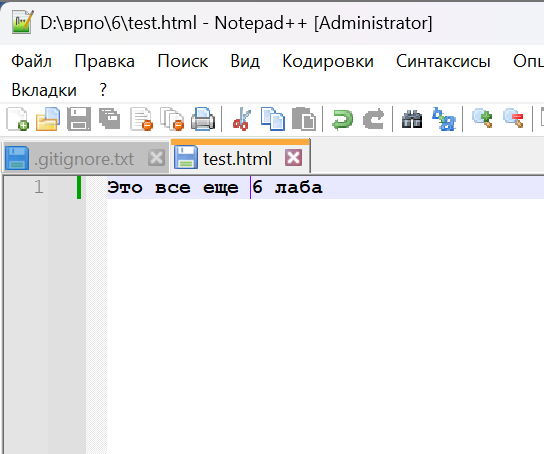 D:\врпо\6\test.html - Notepad++ [Administrator]
Файл Правка Поиск Вид Кодировки Синтаксисы Опц
Вкладки ?
.gitignore.txt test.html
1 Это все еще 6 лаба